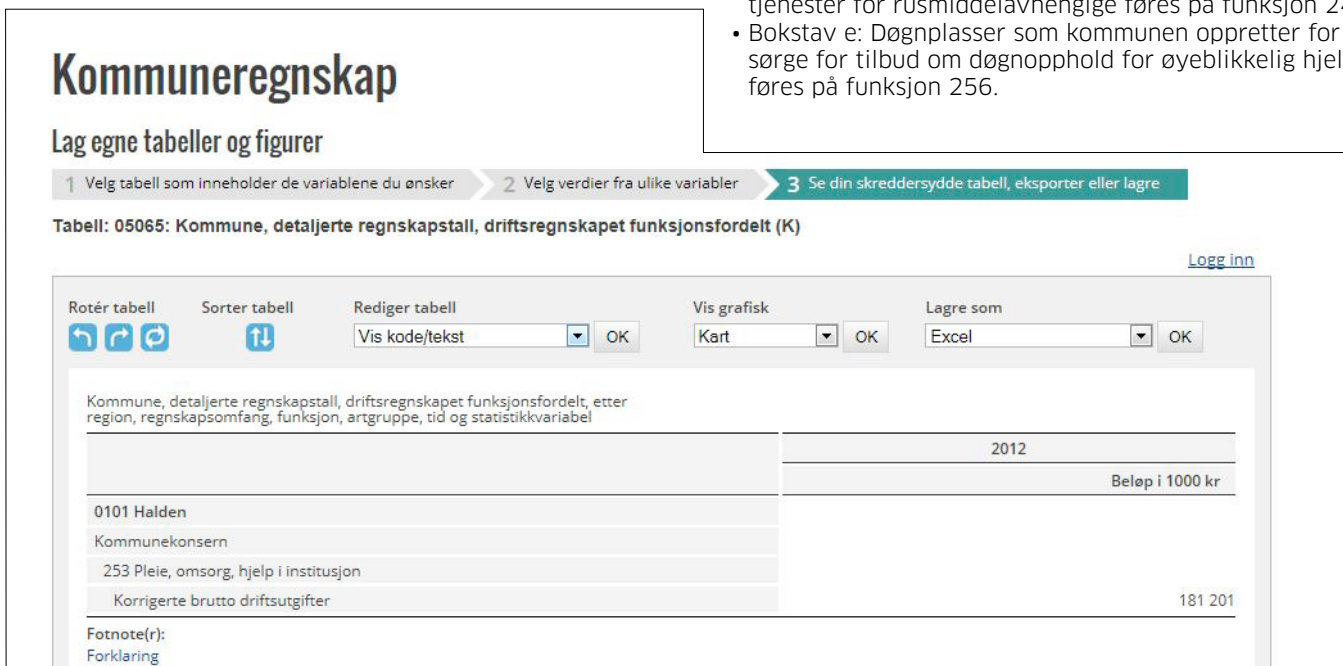 tjenester for rusmiddelavhengige føres på funksjon
• Bokstav e: Døgnplasser som kommunen oppretter for
sørge for tilbud om døgnopphold for øyeblikkelig
føres på funksjon 256.
Kommuneregnskap
Lag egne tabeller og figurer
1 Velg tabell som inneholder de variablene du ønsker 2 Velg verdier fra ulike variabler 3 Se din skreddersydde tabell, eksporter eller lagre
Tabell: 05065: Kommune, detaljerte regnskapstall, driftsregnskapet funksjonsfordelt (K)
Logg inn
Rotér tabell Sorter tabell Rediger tabell Vis grafisk Lagre som
Vis kode/tekst OK Kart OK Excel OK
Kommune, detaljerte regnskapstall, driftsregnskapet funksjonsfordelt, etter
region, regnskapsomfang, funksjon, artgruppe, tid og statistikkvariabel
2012
Beløp i 1000 kr
0101 Halden
Kommunekonsern
253 Pleie, omsorg, hjelp i institusjon
Korrigerte brutto driftsutgifter 181 201
Fotnote(r):
Forklaring